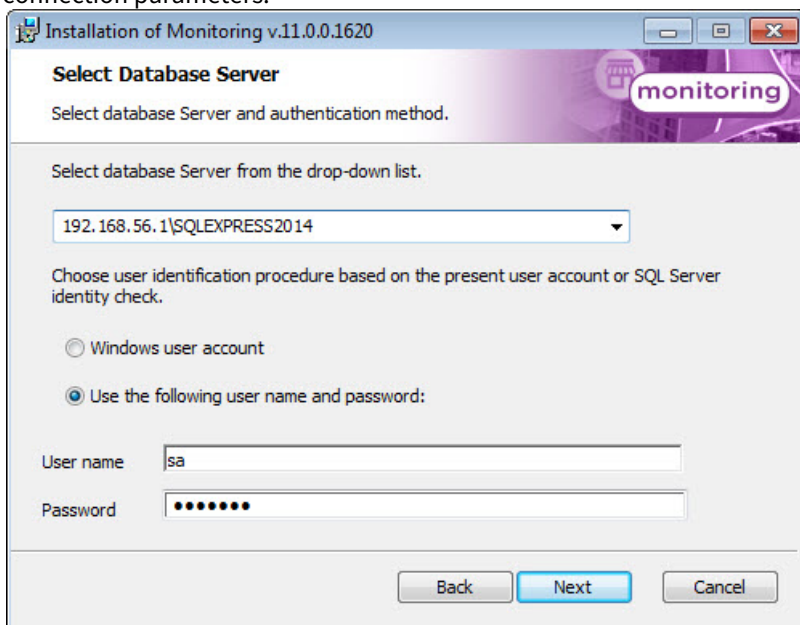 connection parameters.
Installation of Monitoring v.11.0.0.1620
Select Database Server
Select database Server and authentication method.
monitoring
Select database Server from the drop-down list.
192.168.56.1\SQLEXPRESS2014
Choose user identification procedure based on the present user account or SQL Server
identity check.
Windows user account
Use the following user name and password:
User name sa
Password •••••••
Back Next Cancel